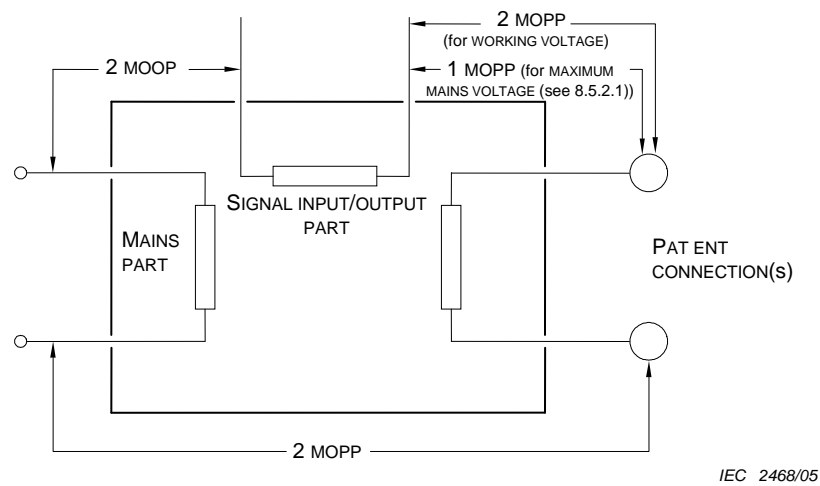 2 MOPP
(for WORKING VOLTAGE)
2 MOOP
1 MOPP (for MAXIMUM
MAINS VOLTAGE (see 8.5.2.1))
SIGNAL INPUT/OUTPUT
PART
MAINS
PART
PAT ENT
CONNECTION(S)
2 MOPP
IEC 2468/05